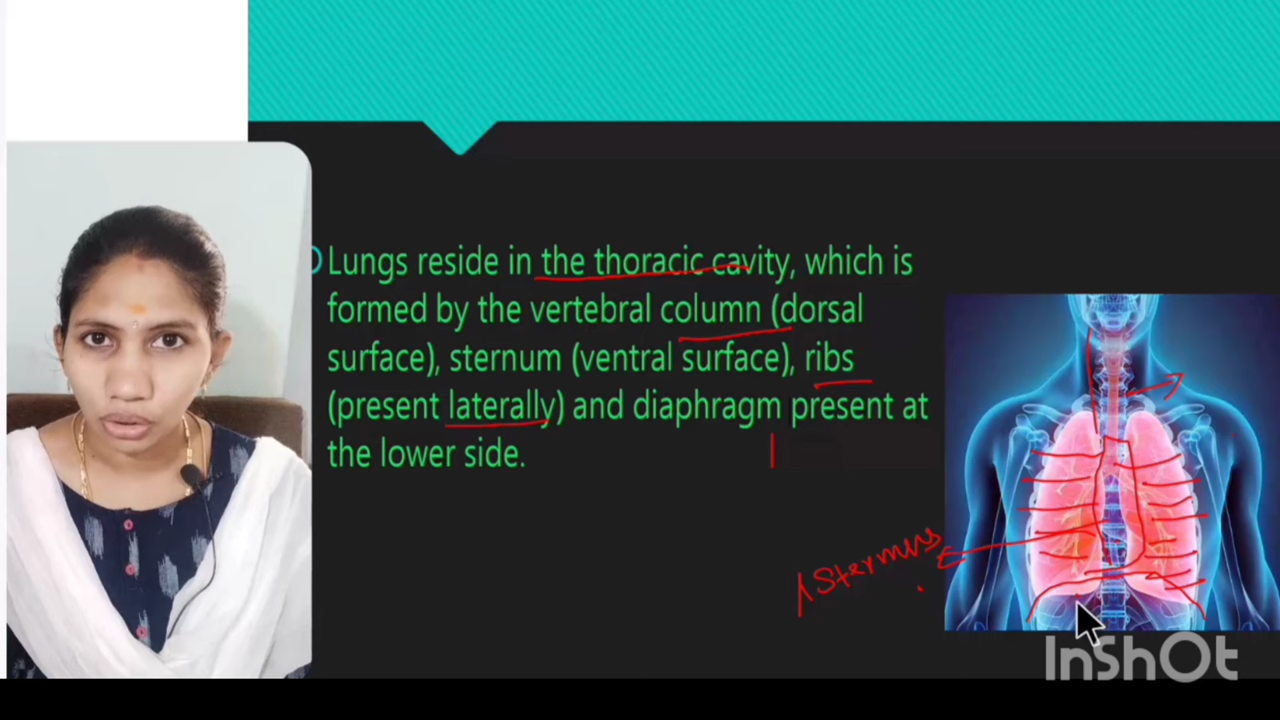 Lungs reside in the thoracic cavity, which is
formed by the vertebral column (dorsal
surface), sternum (ventral surface), ribs
(present laterally) and diaphragm present at
the lower side.
InShOt